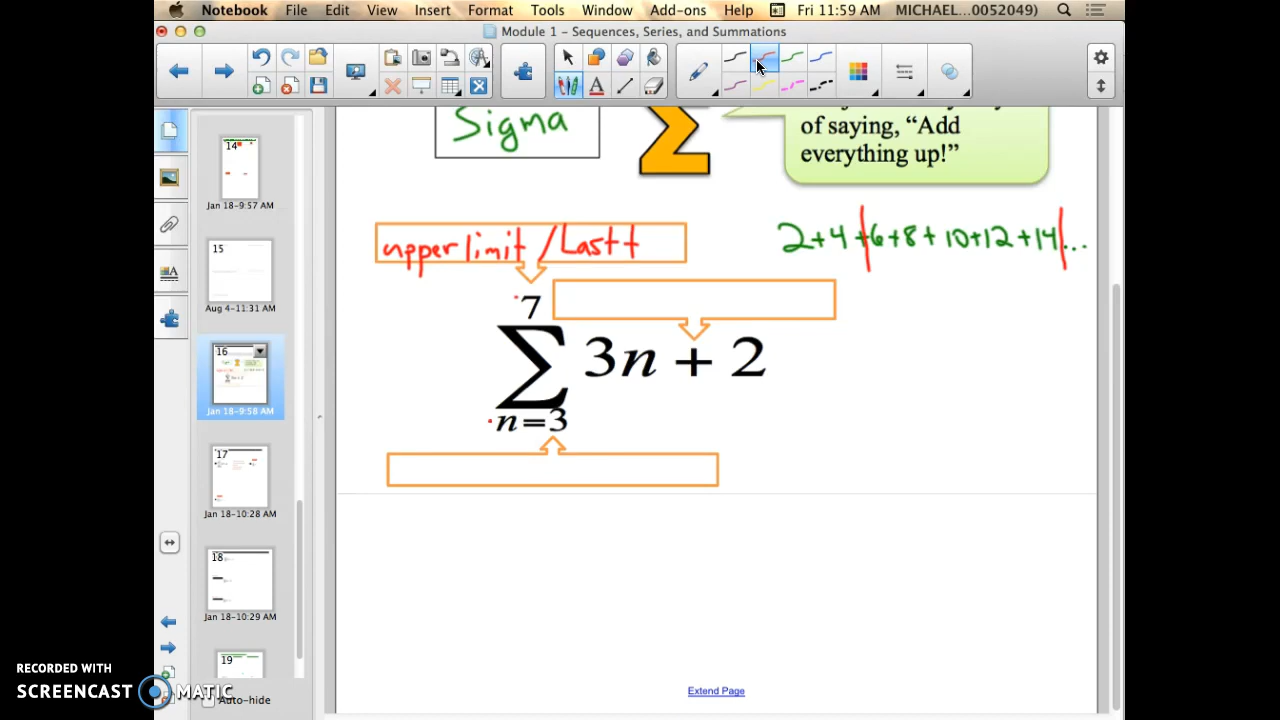 Notebook File Edit View Insert Format Tools Window Add-ons Help Fri 11:59 AM MICHAEL...0052049)
Module 1 – Sequences, Series, and Summations
Sigma
Σ
of saying, “Add
everything up!”
upper limit /Last t
2+4+6+8+10+12+14...
7
Σ 3n + 2
n=3
14
Jan 18-9:57 AM
15
Aug 4-11:31 AM
16
Jan 18-9:58 AM
17
Jan 18-10:28 AM
18
Jan 18-10:29 AM
19
Auto-hide
Extend Page
RECORDED WITH
SCREENCAST MATIC